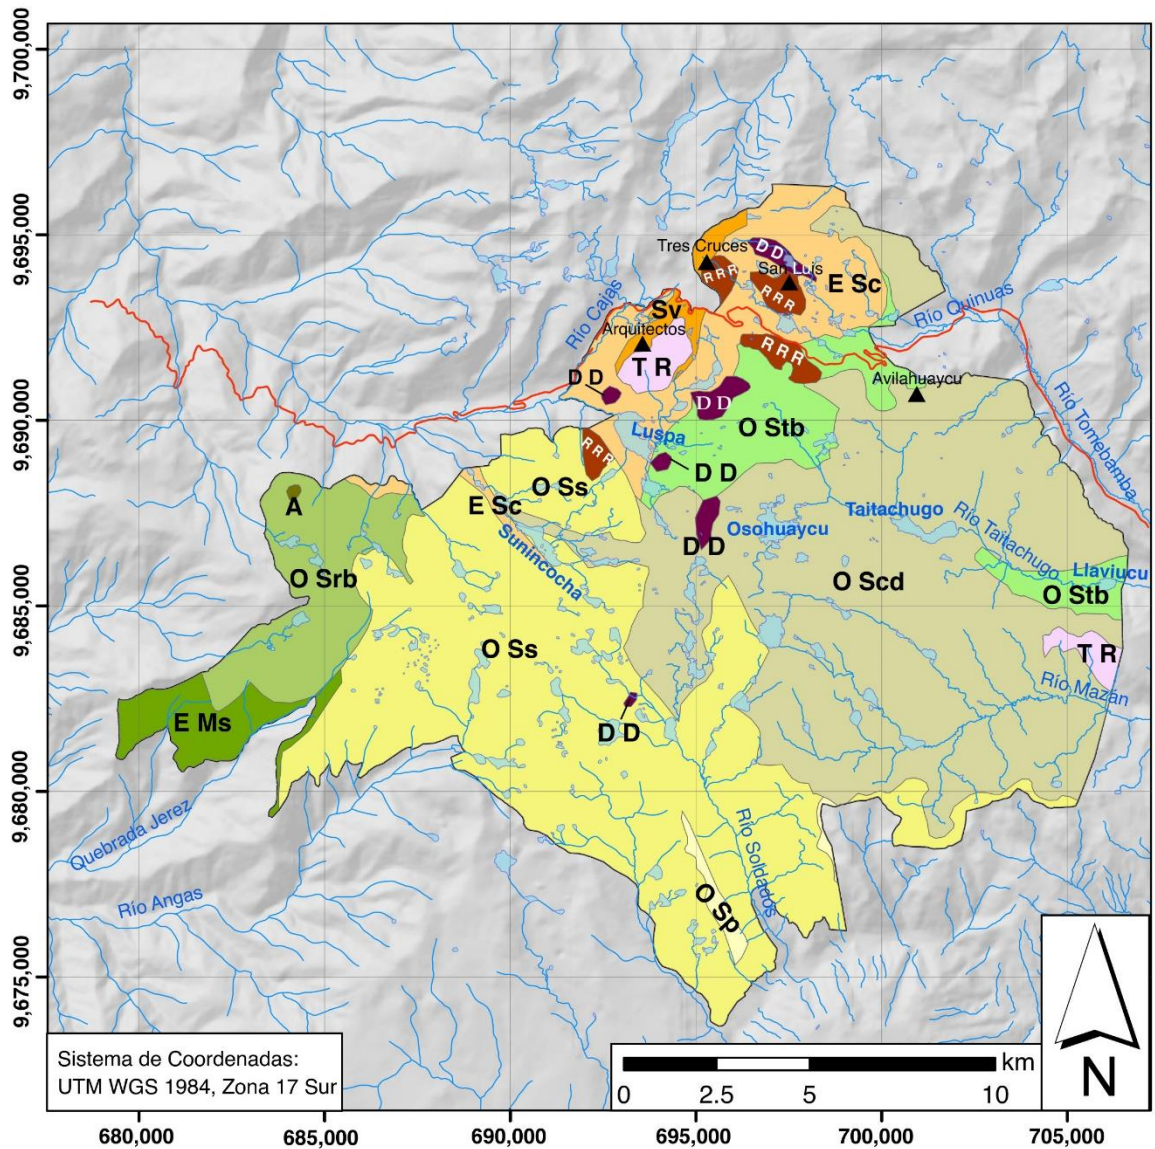 9,700,000
9,695,000
9,690,000
9,685,000
9,680,000
9,675,000
Tres Cruces
D D
San Luis
RRR
RRR
E Sc
Río Quinuas
Río Cajas
Sv
Arquitectos
T R
RRR
D D
D D
Avilahuaycu
Río Tomebamba
Luspa
O Stb
RRR
D D
O Ss
A
E Sc
Sunincocha
Osohuaycu
D D
Taitachugo
Río Taitachugo
Llaviucu
O Srb
O Scd
O Stb
O Ss
T R
Río Mazán
E Ms
D D
Quebrada Jerez
Río Soldados
Río Angas
O Sp
Sistema de Coordenadas:
UTM WGS 1984, Zona 17 Sur
km
0 2.5 5 10
N
680,000 685,000 690,000 695,000 700,000 705,000